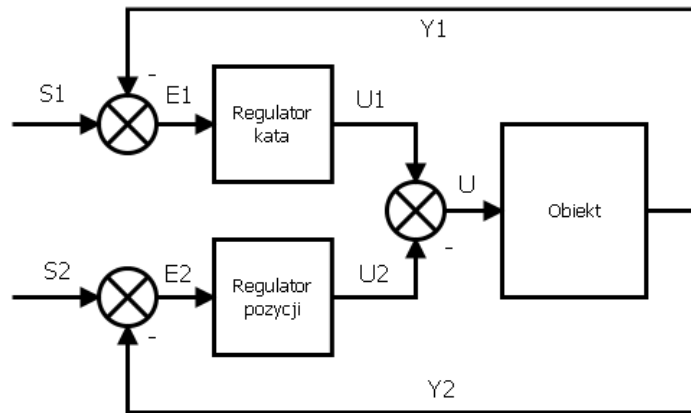 Y1
-
S1
E1
Regulator
kata
U1
U
-
Obiekt
S2
E2
Regulator
pozycji
U2
-
Y2